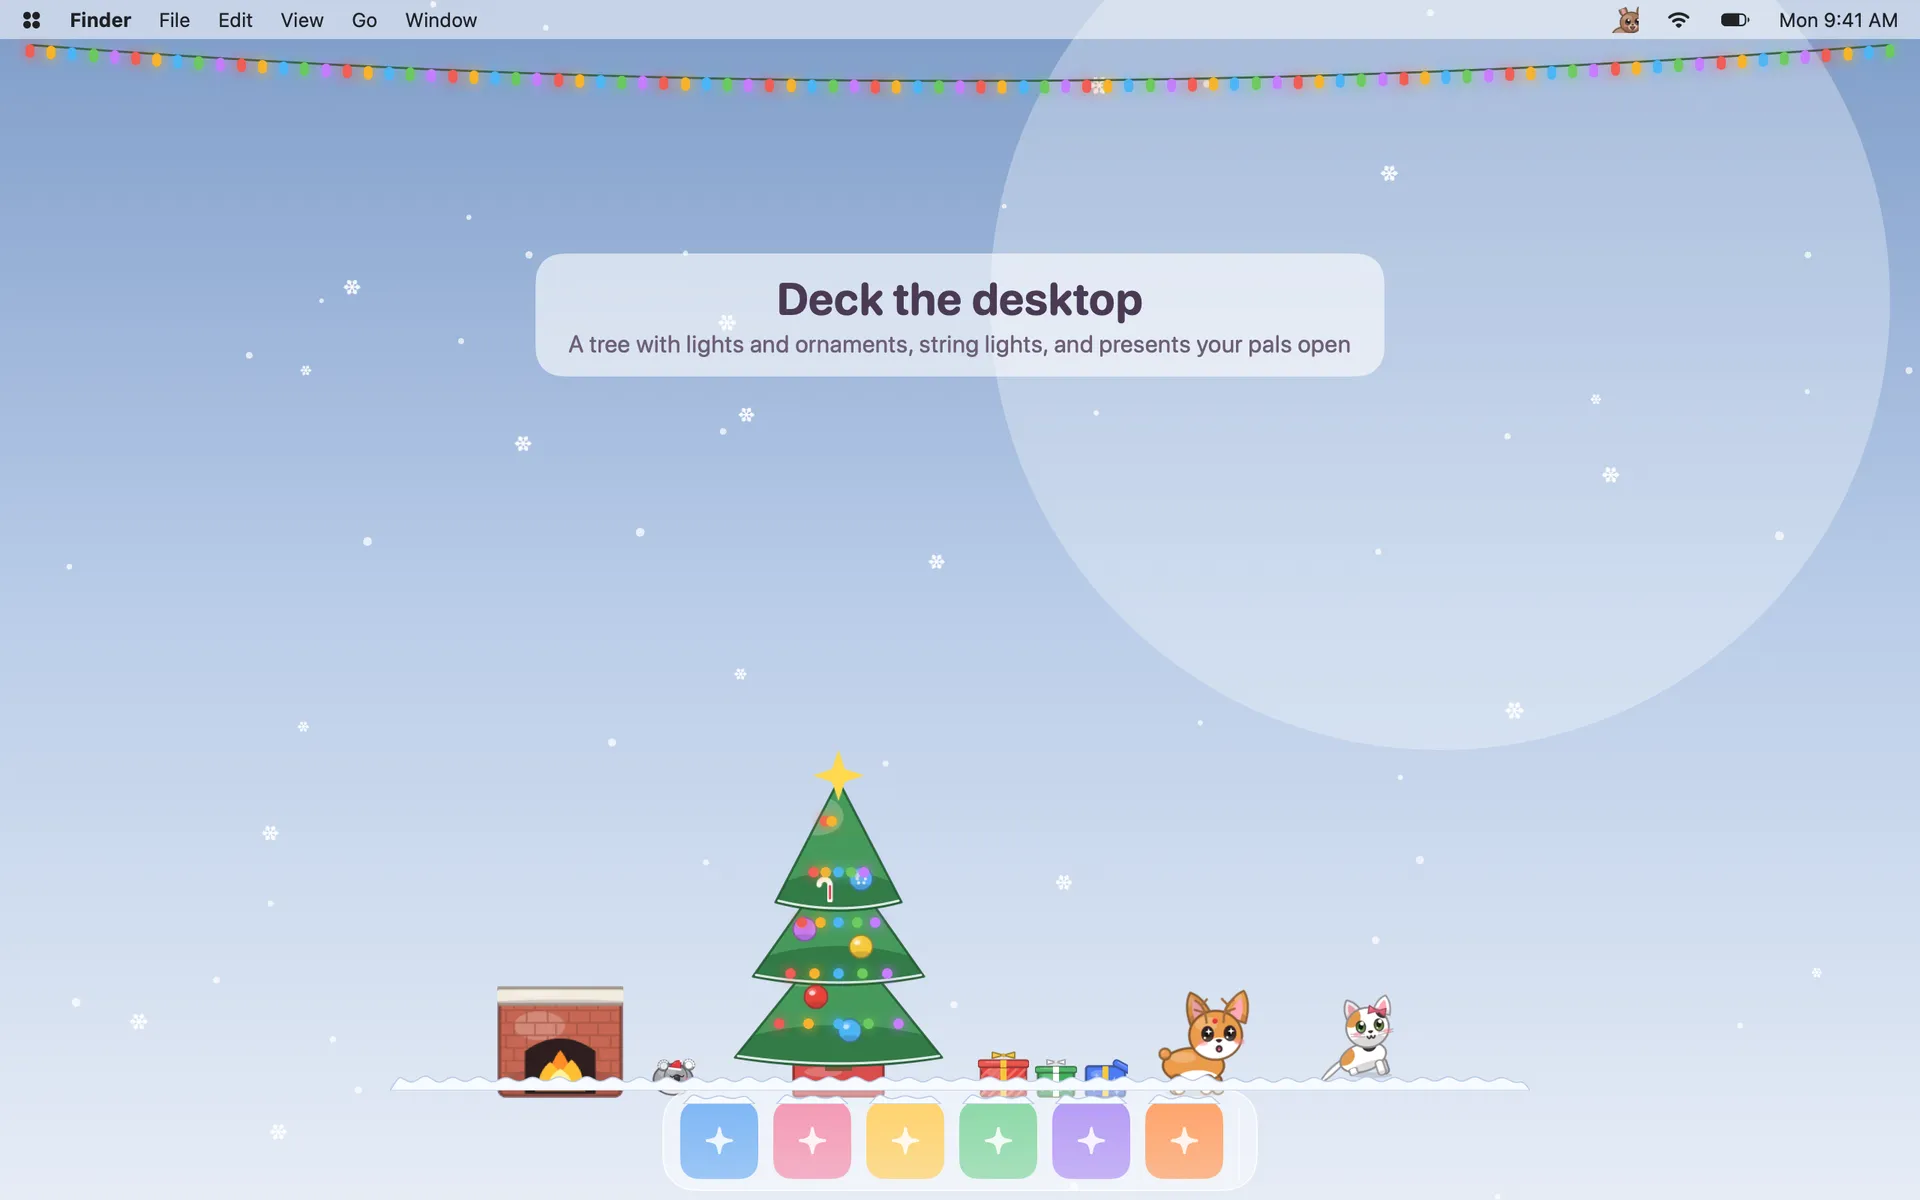 Finder File Edit View Go Window Mon 9:41 AM
Deck the desktop
A tree with lights and ornaments, string lights, and presents your pals open